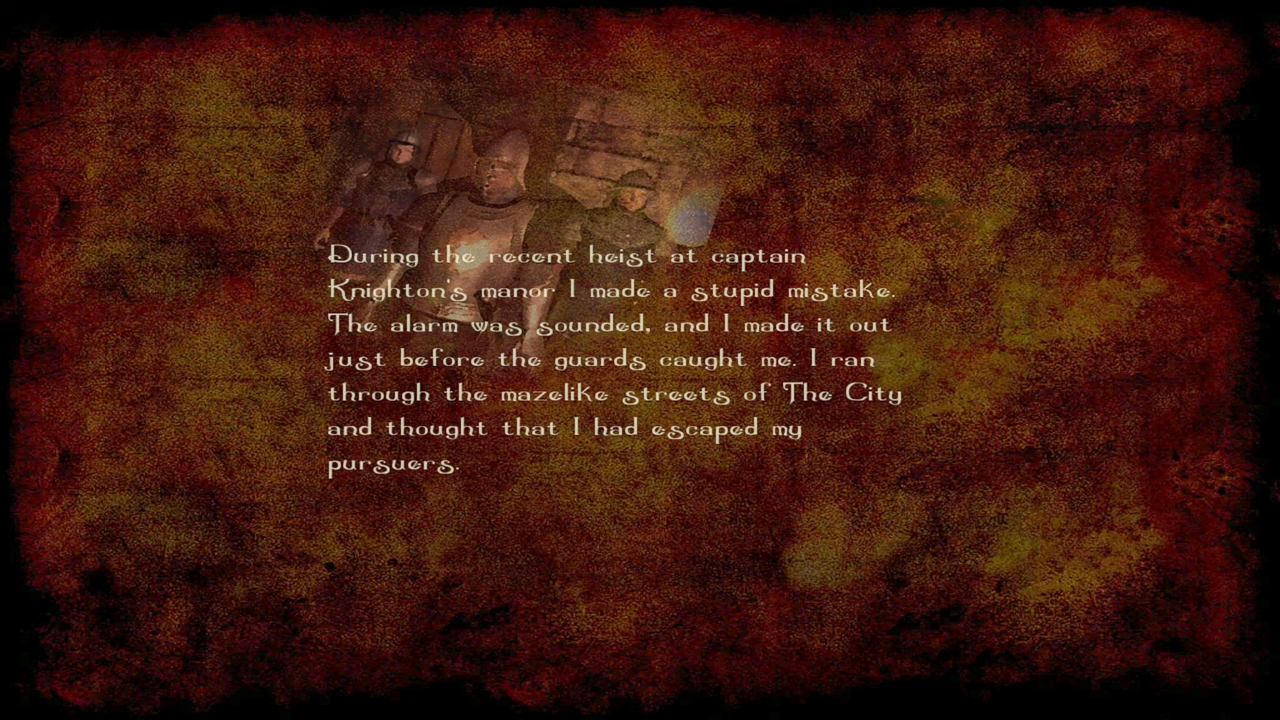 During the recent heist at captain
Knighton's manor I made a stupid mistake.
The alarm was sounded, and I made it out
just before the guards caught me. I ran
through the mazelike streets of The City
and thought that I had escaped my
pursuers.